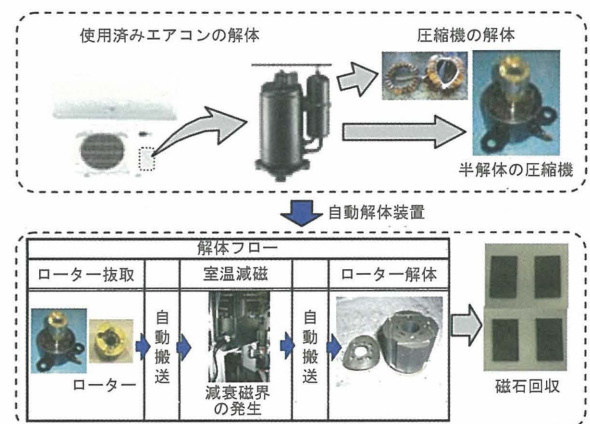 使用済みエアコンの解体
圧縮機の解体
半解体の圧縮機
自動解体装置
解体フロー
ローター抜取
自動搬送
室温減磁
自動搬送
ローター解体
ローター
減衰磁界
の発生
磁石回収